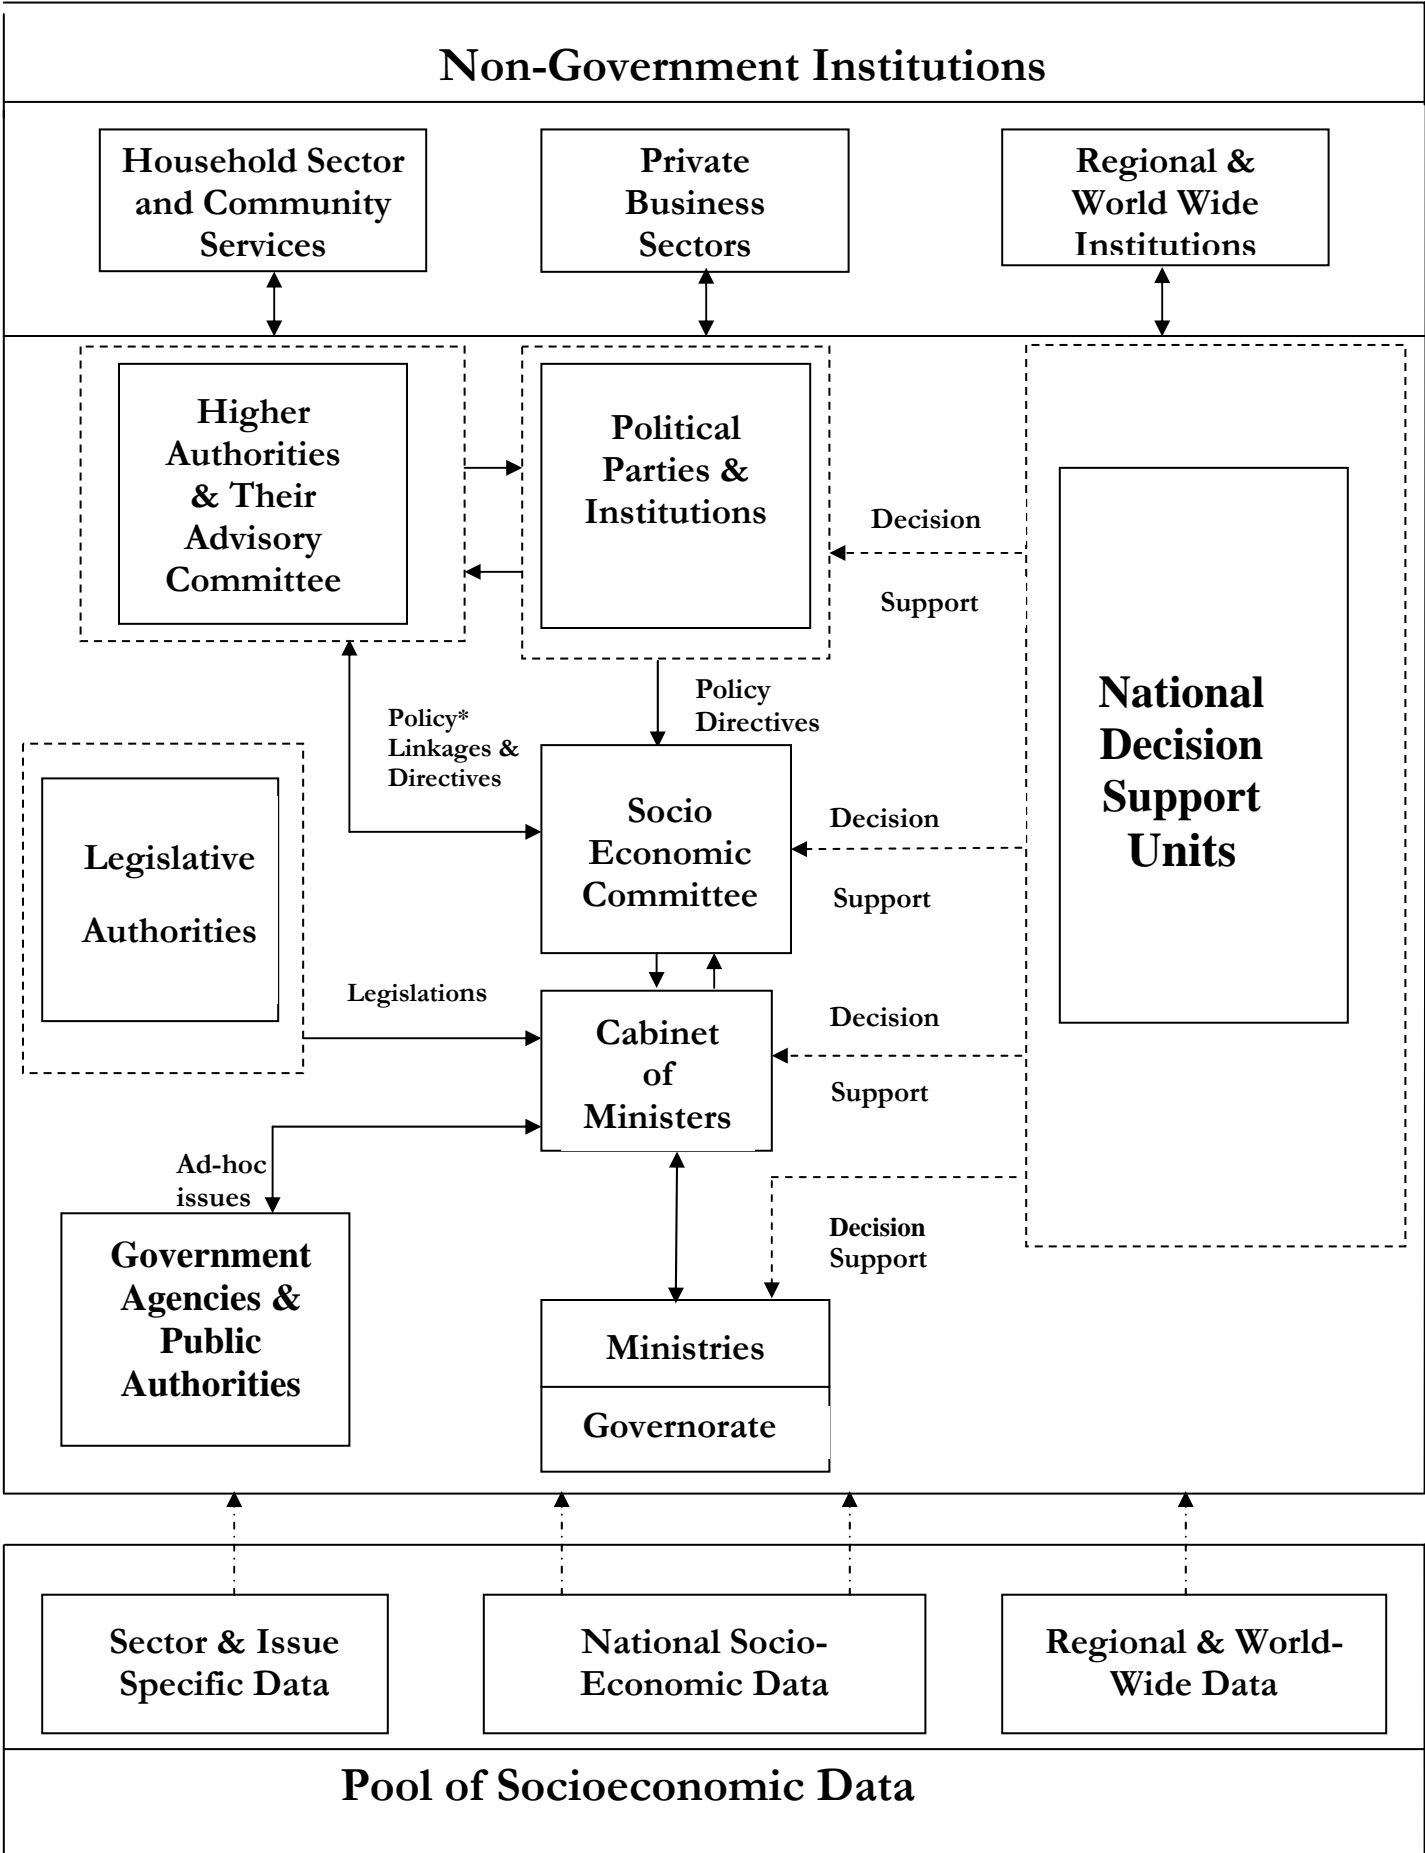 Non-Government Institutions
Household Sector
and Community
Services
Private
Business
Sectors
Regional &
World Wide
Institutions
Higher
Authorities
& Their
Advisory
Committee
Political
Parties &
Institutions
Decision
Support
National
Decision
Support
Units
Policy
Directives
Policy*
Linkages &
Directives
Legislative
Authorities
Socio
Economic
Committee
Decision
Support
Legislations
Cabinet
of
Ministers
Decision
Support
Ad-hoc
issues
Government
Agencies &
Public
Authorities
Decision
Support
Ministries
Governorate
Sector & Issue
Specific Data
National Socio-
Economic Data
Regional & World-
Wide Data
Pool of Socioeconomic Data